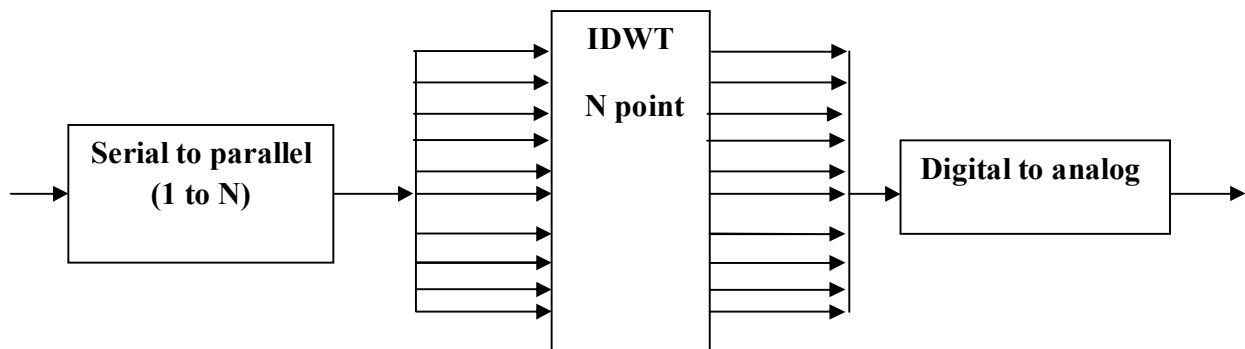 IDWT
N point
Serial to parallel
(1 to N)
Digital to analog